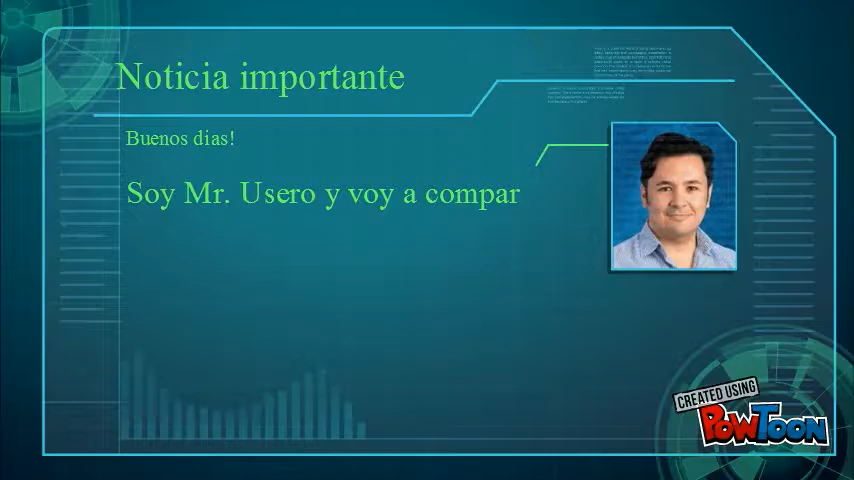 Noticia importante
Buenos dias!
Soy Mr. Usero y voy a compar
CREATED USING
POWTOON